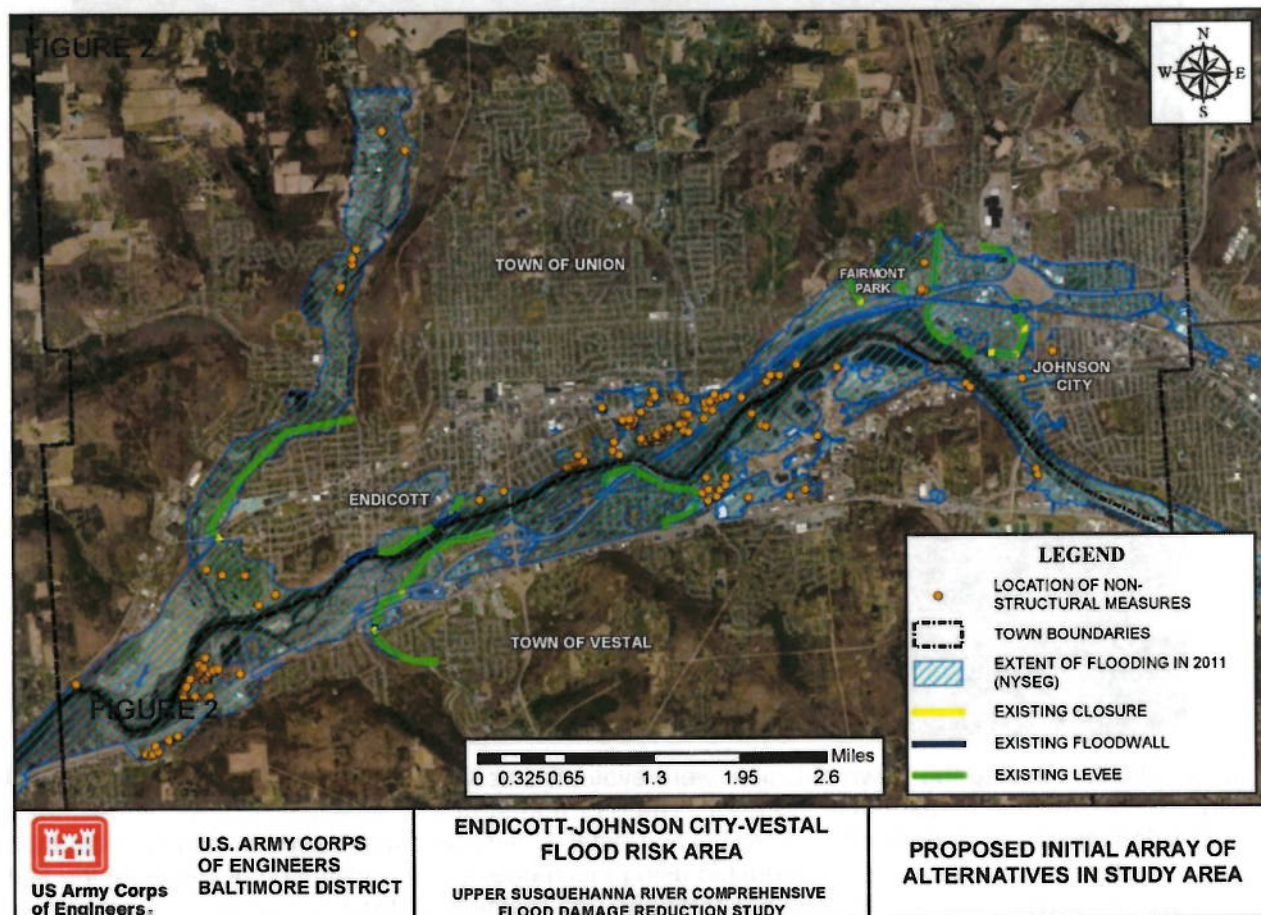 FIGURE 2
N
W E
S
TOWN OF UNION
FAIRMONT
PARK
JOHNSON
CITY
ENDICOTT
TOWN OF VESTAL
FIGURE 2
LEGEND
LOCATION OF NON-
STRUCTURAL MEASURES
TOWN BOUNDARIES
EXTENT OF FLOODING IN 2011
(NYSEG)
EXISTING CLOSURE
EXISTING FLOODWALL
EXISTING LEVEE
Miles
0 0.325 0.65 1.3 1.95 2.6
US Army Corps
of Engineers®
U.S. ARMY CORPS
OF ENGINEERS
BALTIMORE DISTRICT
ENDICOTT-JOHNSON CITY-VESTAL
FLOOD RISK AREA
UPPER SUSQUEHANNA RIVER COMPREHENSIVE
FLOOD DAMAGE REDUCTION STUDY
PROPOSED INITIAL ARRAY OF
ALTERNATIVES IN STUDY AREA